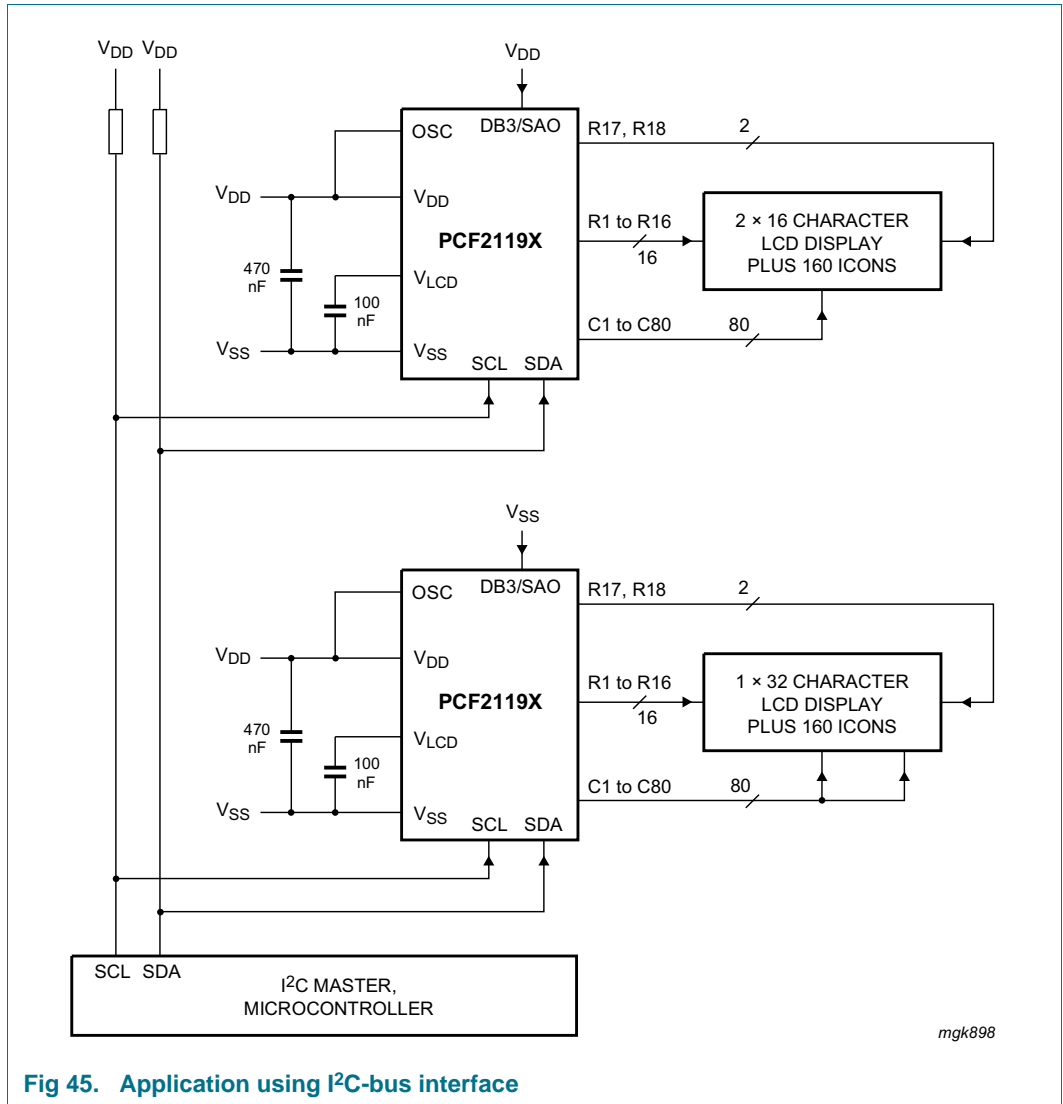 VDD VDD
VDD
OSC
DB3/SAO
R17, R18
2
VDD
VDD
PCF2119X
R1 to R16
16
2 × 16 CHARACTER
LCD DISPLAY
PLUS 160 ICONS
470
nF
VLCD
100
nF
C1 to C80
80
VSS
VSS
SCL SDA
VSS
OSC
DB3/SAO
R17, R18
2
VDD
VDD
PCF2119X
R1 to R16
16
1 × 32 CHARACTER
LCD DISPLAY
PLUS 160 ICONS
470
nF
VLCD
100
nF
C1 to C80
80
VSS
VSS
SCL SDA
SCL SDA
I2C MASTER,
MICROCONTROLLER
mgk898
Fig 45. Application using I2C-bus interface